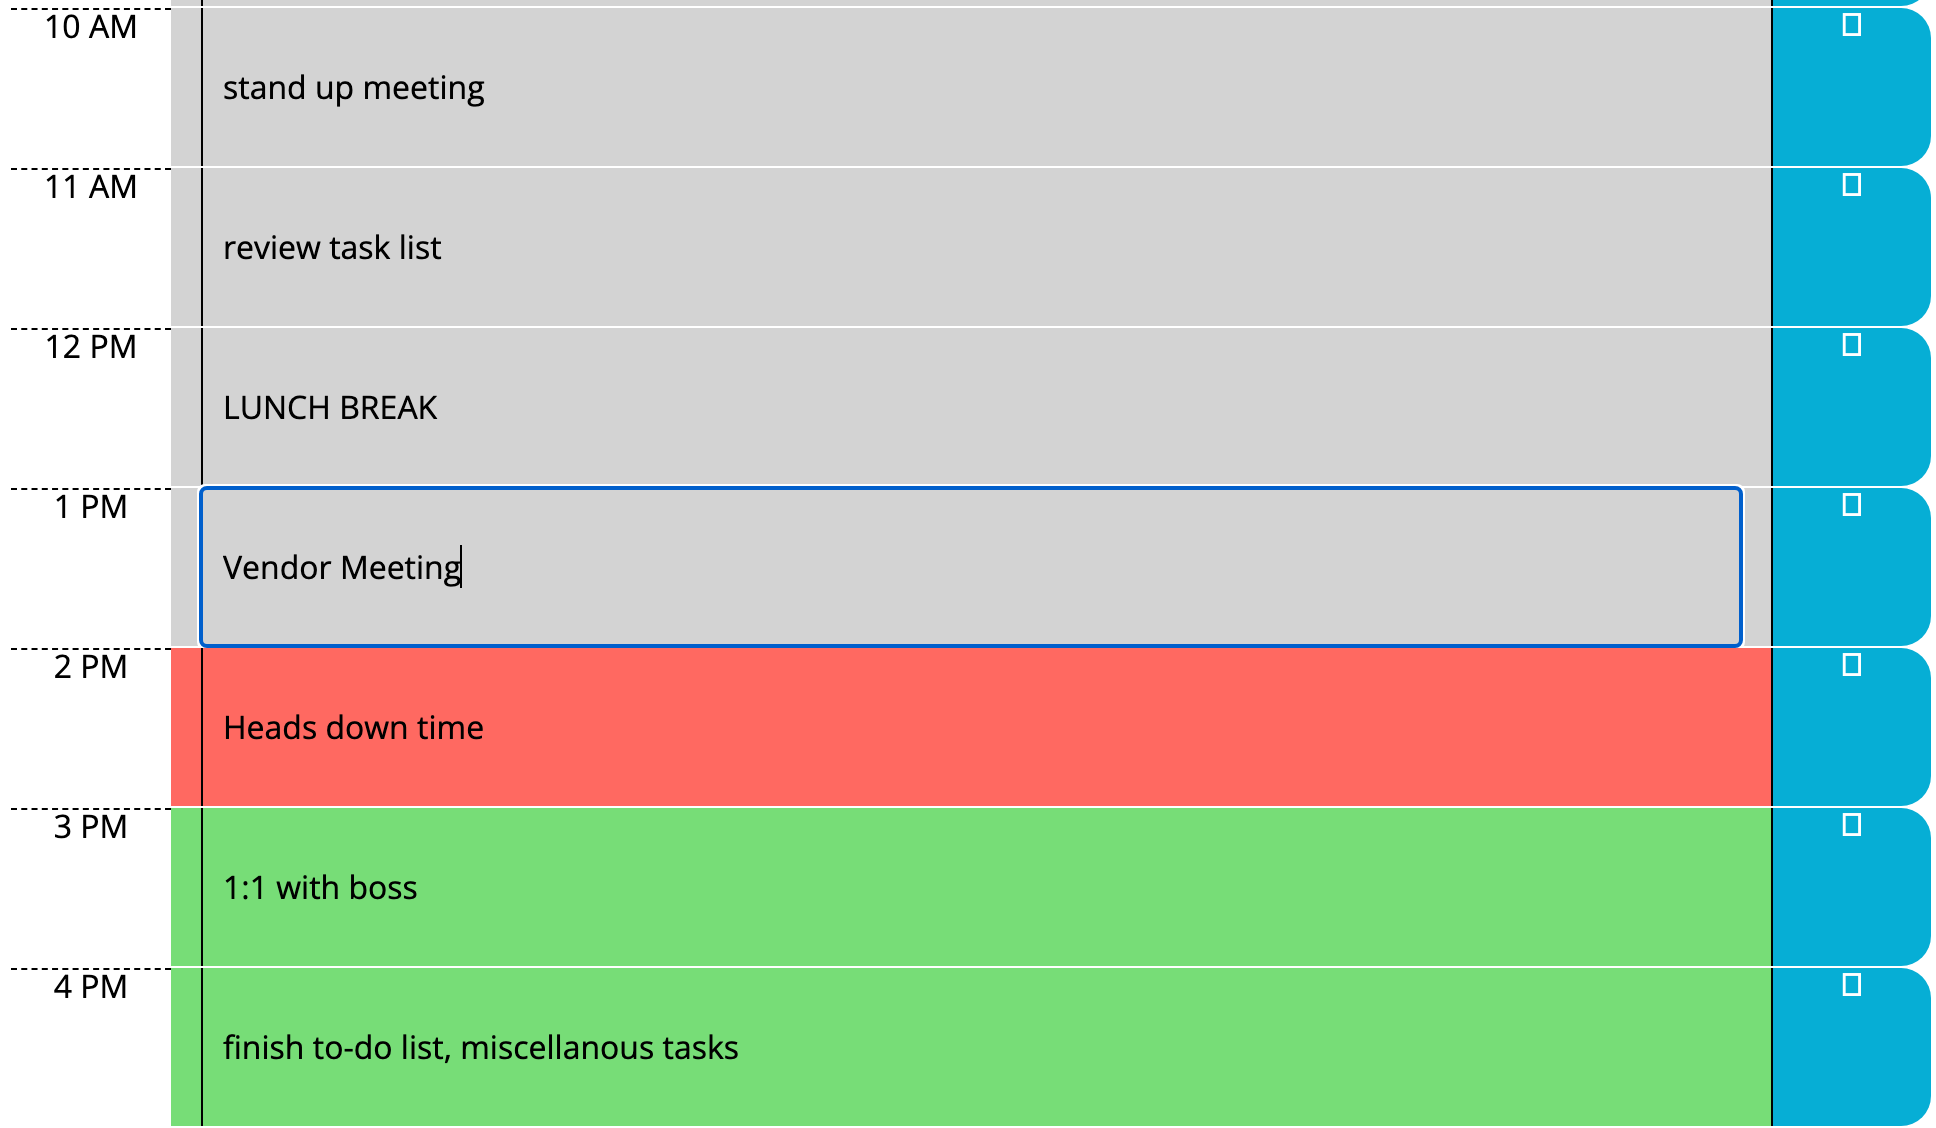 10 AM
stand up meeting
11 AM
review task list
12 PM
LUNCH BREAK
1 PM
Vendor Meeting
2 PM
Heads down time
3 PM
1:1 with boss
4 PM
finish to-do list, miscellanous tasks